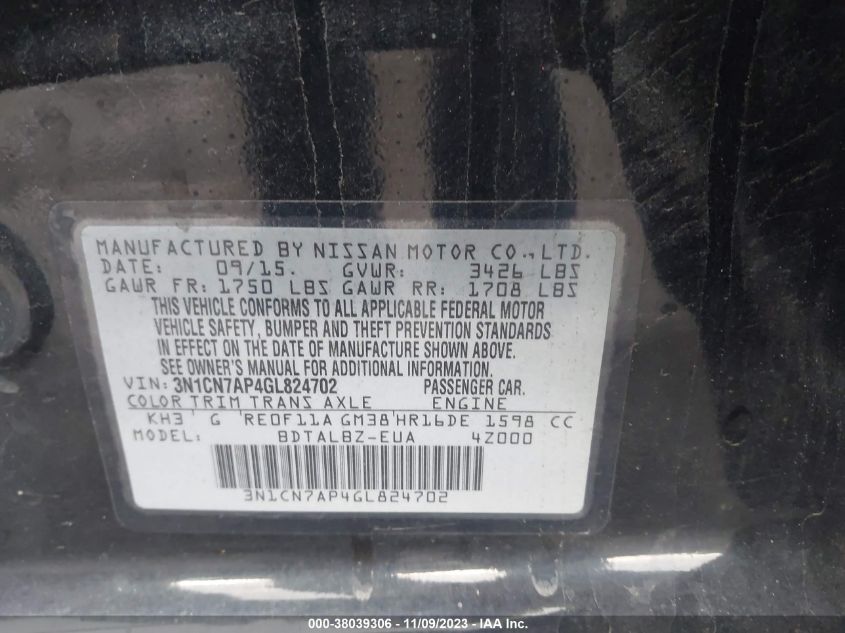 MANUFACTURED BY NISSAN MOTOR CO., LTD.
DATE: 09/15. GVWR: 3426 LBS
GAWR FR: 1750 LBS GAWR RR: 1708 LBS
THIS VEHICLE CONFORMS TO ALL APPLICABLE FEDERAL MOTOR
VEHICLE SAFETY, BUMPER AND THEFT PREVENTION STANDARDS
IN EFFECT ON THE DATE OF MANUFACTURE SHOWN ABOVE.
SEE OWNER'S MANUAL FOR ADDITIONAL INFORMATION.
VIN: 3N1CN7AP4GL824702 PASSENGER CAR.
COLOR TRIM TRANS AXLE ENGINE
KH3 ' G 'RE0F11A GM38'HR16DE 1598 CC
MODEL: BDTALBZ-EUA 4Z000
3N1CN7AP4GL824702
000-38039306 - 11/09/2023 - IAA Inc.